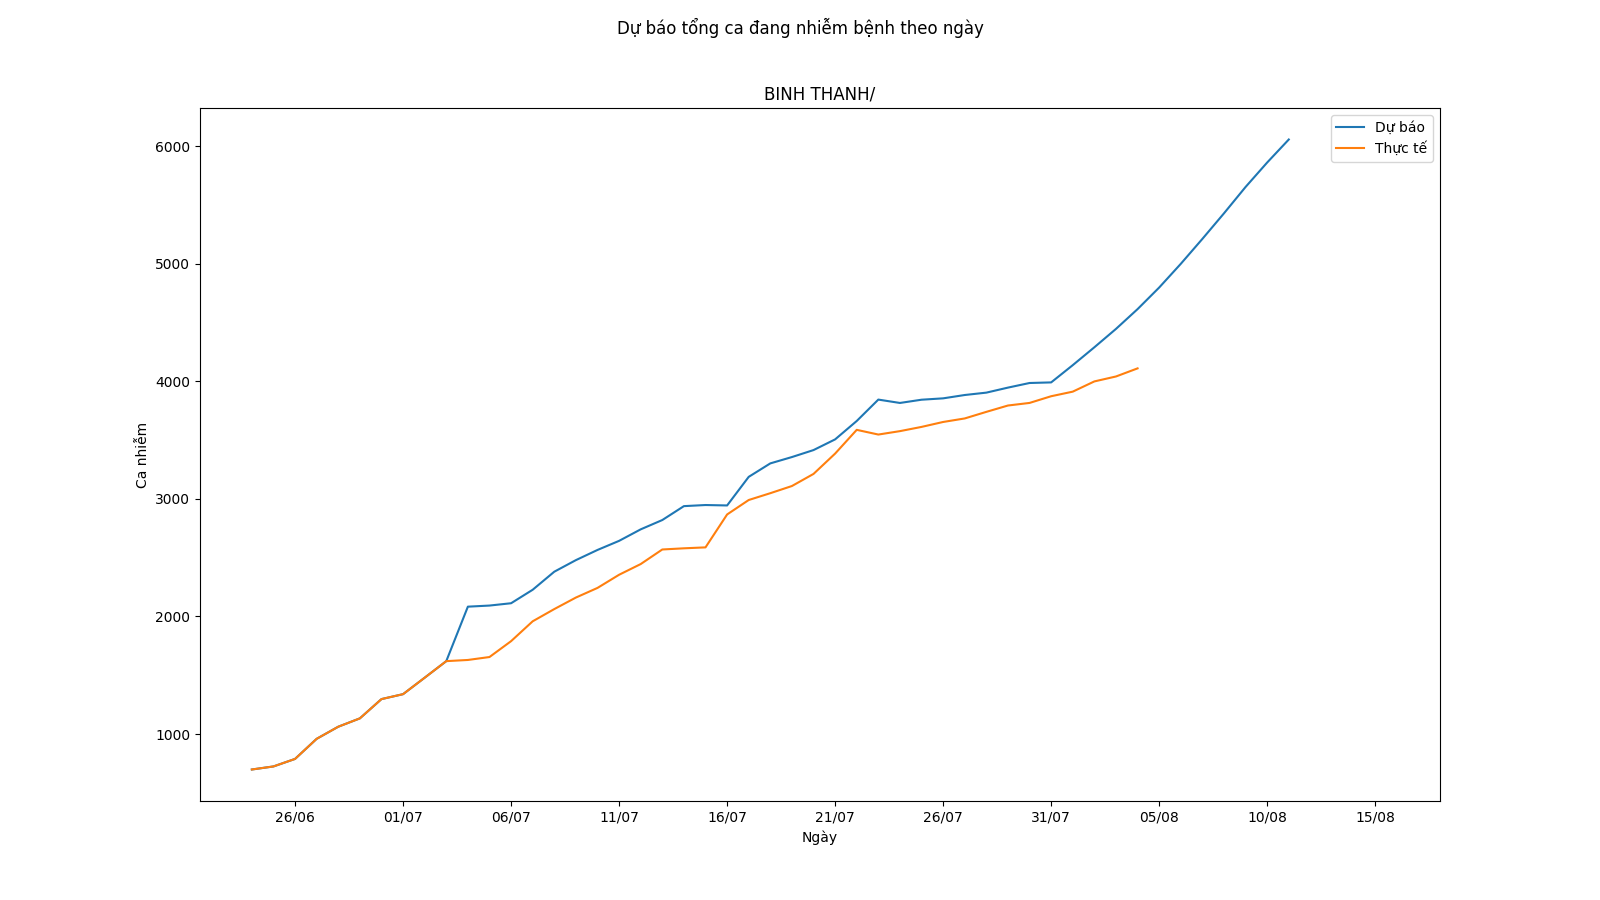 Dự báo tổng ca đang nhiễm bệnh theo ngày
BINH THANH/
Dự báo
Thực tế
6000
5000
4000
3000
2000
1000
Ca nhiễm
26/06 01/07 06/07 11/07 16/07 21/07 26/07 31/07 05/08 10/08 15/08
Ngày